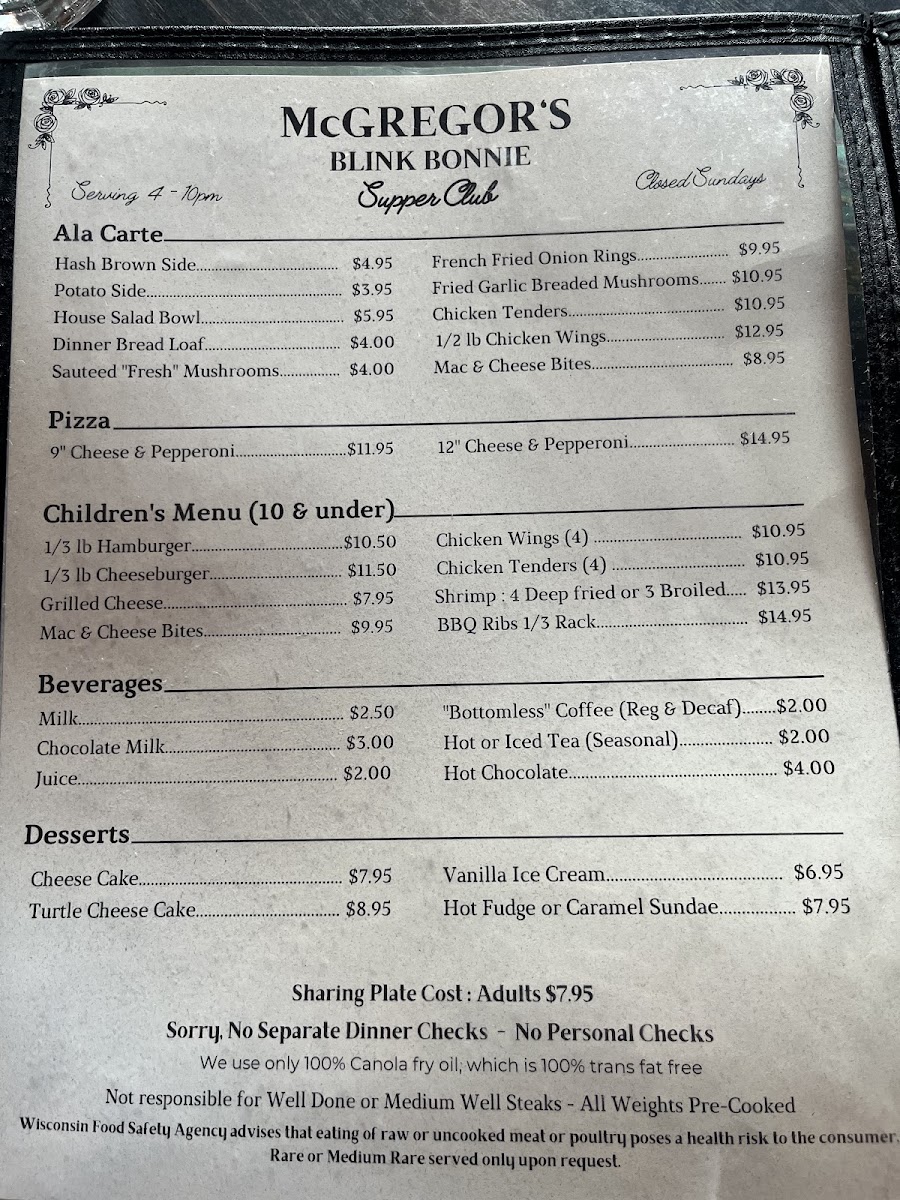 McGREGOR'S
BLINK BONNIE
Serving 4 - 10pm
Supper Club
Closed Sundays
Ala Carte
Hash Brown Side.................................. $4.95
Potato Side............................................... $3.95
House Salad Bowl.................................. $5.95
Dinner Bread Loaf................................. $4.00
Sauteed "Fresh" Mushrooms............... $4.00
French Fried Onion Rings...................... $9.95
Fried Garlic Breaded Mushrooms....... $10.95
Chicken Tenders...................................... $10.95
1/2 lb Chicken Wings............................ $12.95
Mac & Cheese Bites.................................. $8.95
Pizza
9" Cheese & Pepperoni..........................$11.95
12" Cheese & Pepperoni......................... $14.95
Children's Menu (10 & under)
1/3 lb Hamburger...................................$10.50
1/3 lb Cheeseburger............................... $11.50
Grilled Cheese.......................................... $7.95
Mac & Cheese Bites................................ $9.95
Chicken Wings (4) .................................. $10.95
Chicken Tenders (4) ............................... $10.95
Shrimp : 4 Deep fried or 3 Broiled..... $13.95
BBQ Ribs 1/3 Rack................................... $14.95
Beverages
Milk............................................................. $2.50
Chocolate Milk........................................ $3.00
Juice............................................................ $2.00
"Bottomless" Coffee (Reg & Decaf).......$2.00
Hot or Iced Tea (Seasonal)..................... $2.00
Hot Chocolate................................................ $4.00
Desserts
Cheese Cake............................................... $7.95
Turtle Cheese Cake................................. $8.95
Vanilla Ice Cream........................................ $6.95
Hot Fudge or Caramel Sundae................. $7.95
Sharing Plate Cost : Adults $7.95
Sorry, No Separate Dinner Checks - No Personal Checks
We use only 100% Canola fry oil; which is 100% trans fat free
Not responsible for Well Done or Medium Well Steaks - All Weights Pre-Cooked
Wisconsin Food Safety Agency advises that eating of raw or uncooked meat or poultry poses a health risk to the consumer.
Rare or Medium Rare served only upon request.